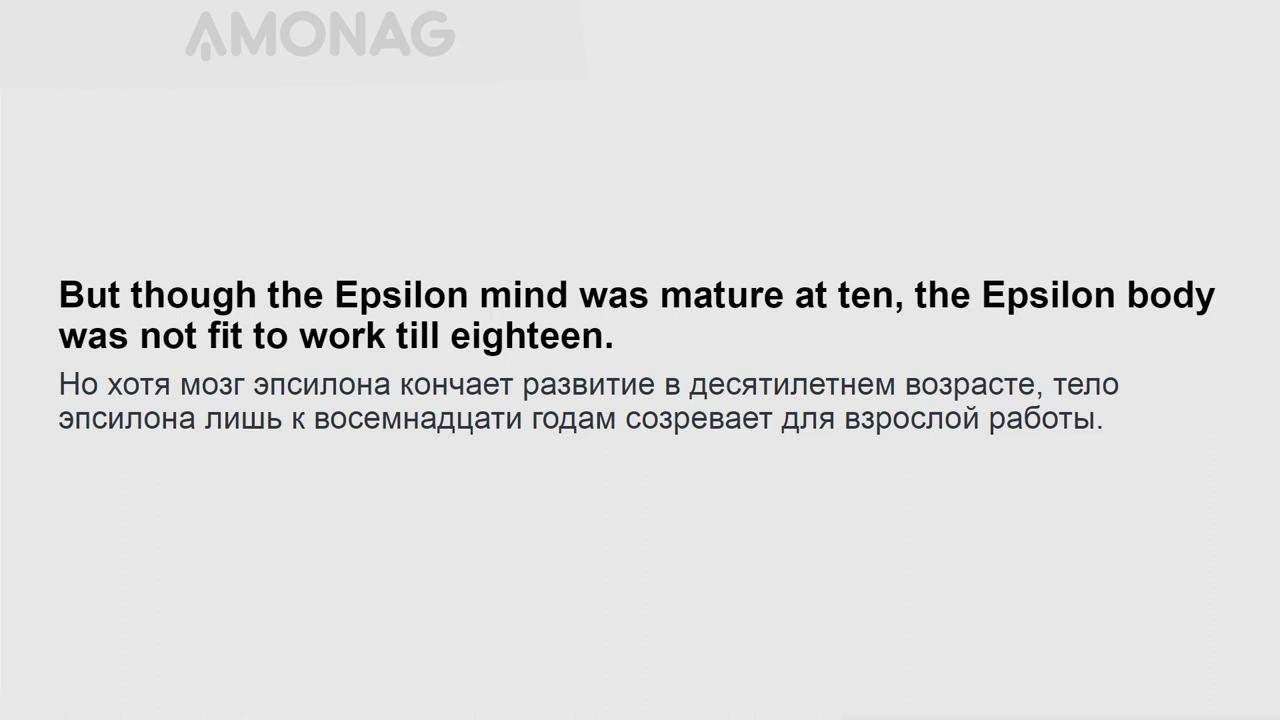 AMONAG
But though the Epsilon mind was mature at ten, the Epsilon body
was not fit to work till eighteen.
Но хотя мозг эпсилона кончает развитие в десятилетнем возрасте, тело
эпсилона лишь к восемнадцати годам созревает для взрослой работы.